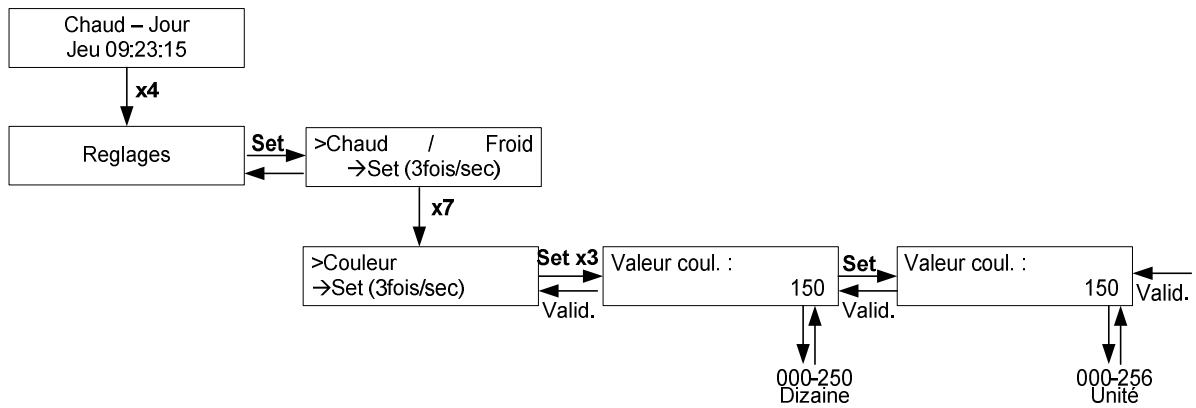 Chaud – Jour
Jeu 09:23:15
x4
Reglages
Set
>Chaud / Froid
→Set (3fois/sec)
x7
>Couleur
→Set (3fois/sec)
Set x3
Valid.
Valeur coul. :
150
Set
Valid.
Valeur coul. :
150
Valid.
000-250
Dizaine
000-256
Unité